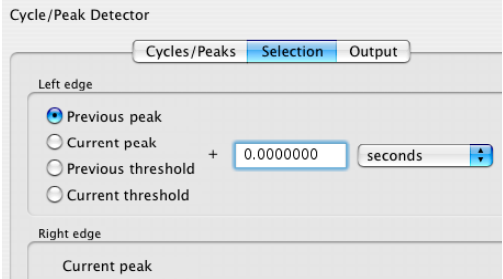 Cycle/Peak Detector
Cycles/Peaks Selection Output
Left edge
Previous peak
Current peak
Previous threshold
Current threshold
+ 0.0000000 seconds
Right edge
Current peak